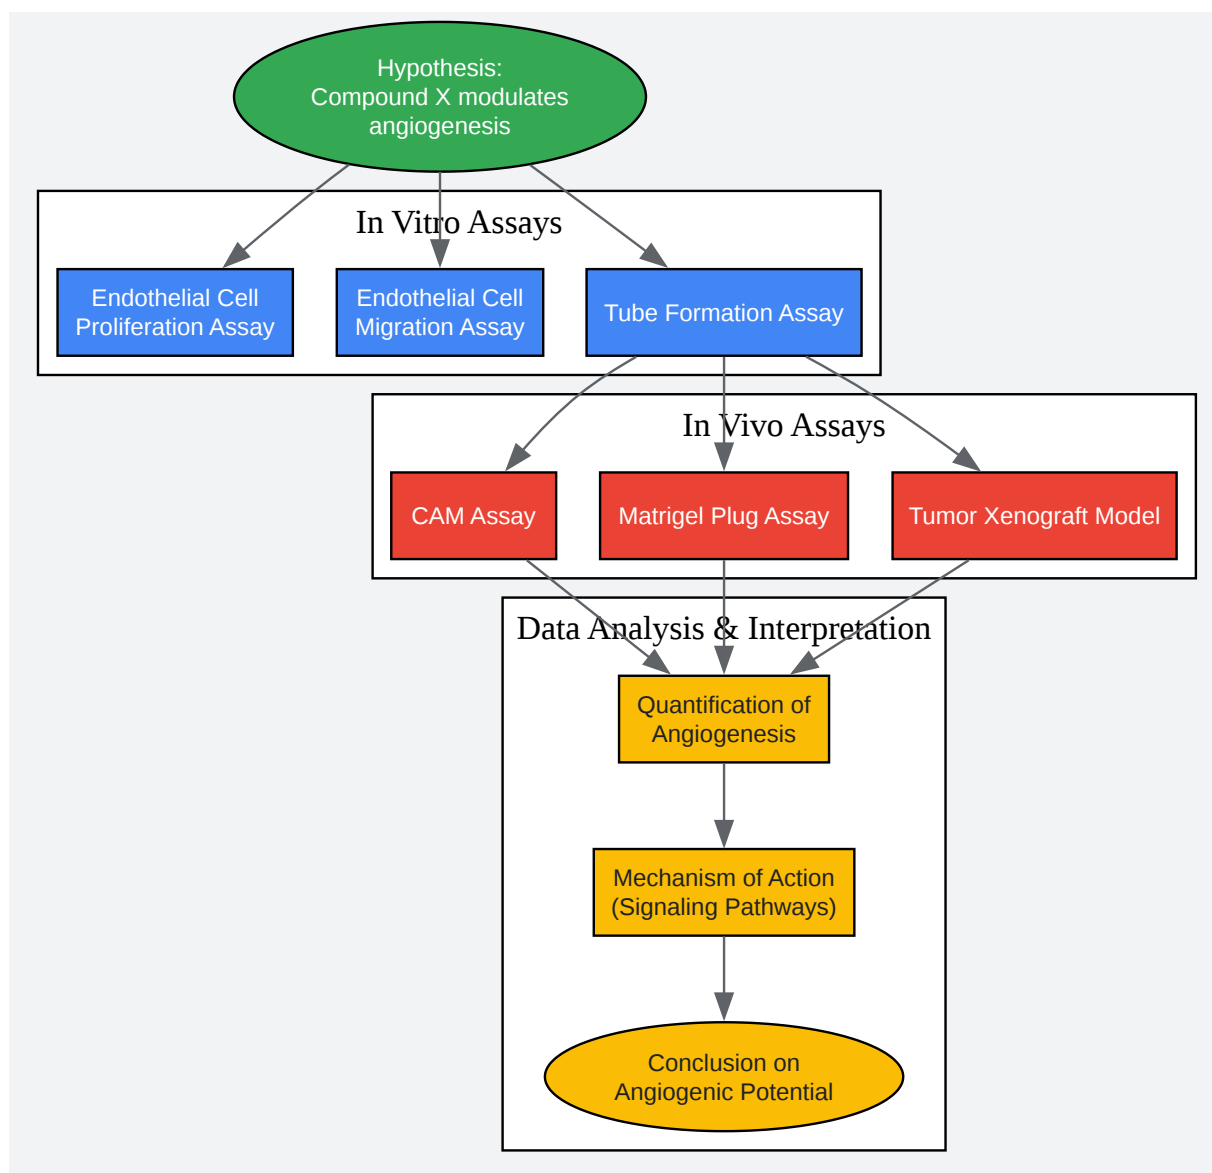 Hypothesis:
Compound X modulates
angiogenesis
In Vitro Assays
Endothelial Cell
Proliferation Assay
Endothelial Cell
Migration Assay
Tube Formation Assay
In Vivo Assays
CAM Assay
Matrigel Plug Assay
Tumor Xenograft Model
Data Analysis & Interpretation
Quantification of
Angiogenesis
Mechanism of Action
(Signaling Pathways)
Conclusion on
Angiogenic Potential